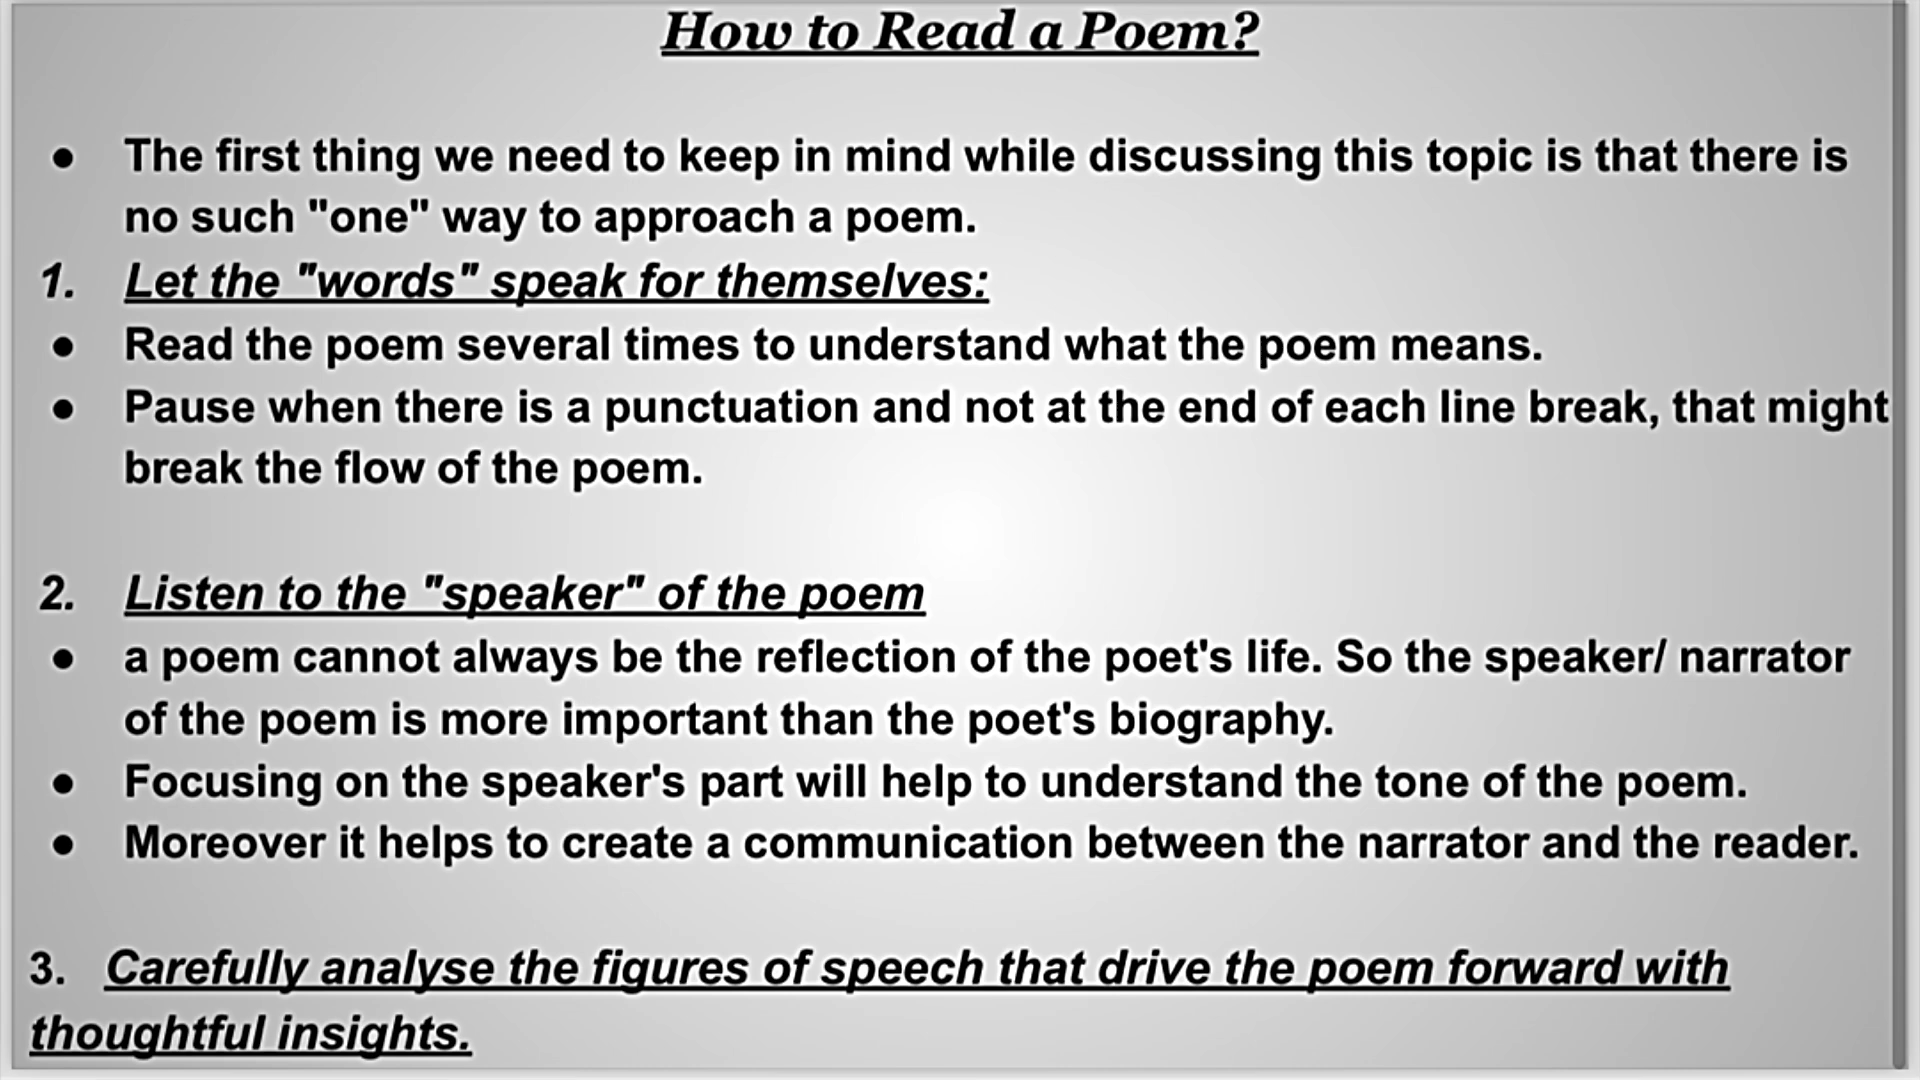 How to Read a Poem?
● The first thing we need to keep in mind while discussing this topic is that there is
no such "one" way to approach a poem.
1. Let the "words" speak for themselves:
● Read the poem several times to understand what the poem means.
● Pause when there is a punctuation and not at the end of each line break, that might
break the flow of the poem.
2. Listen to the "speaker" of the poem
● a poem cannot always be the reflection of the poet's life. So the speaker/ narrator
of the poem is more important than the poet's biography.
● Focusing on the speaker's part will help to understand the tone of the poem.
● Moreover it helps to create a communication between the narrator and the reader.
3. Carefully analyse the figures of speech that drive the poem forward with
thoughtful insights.